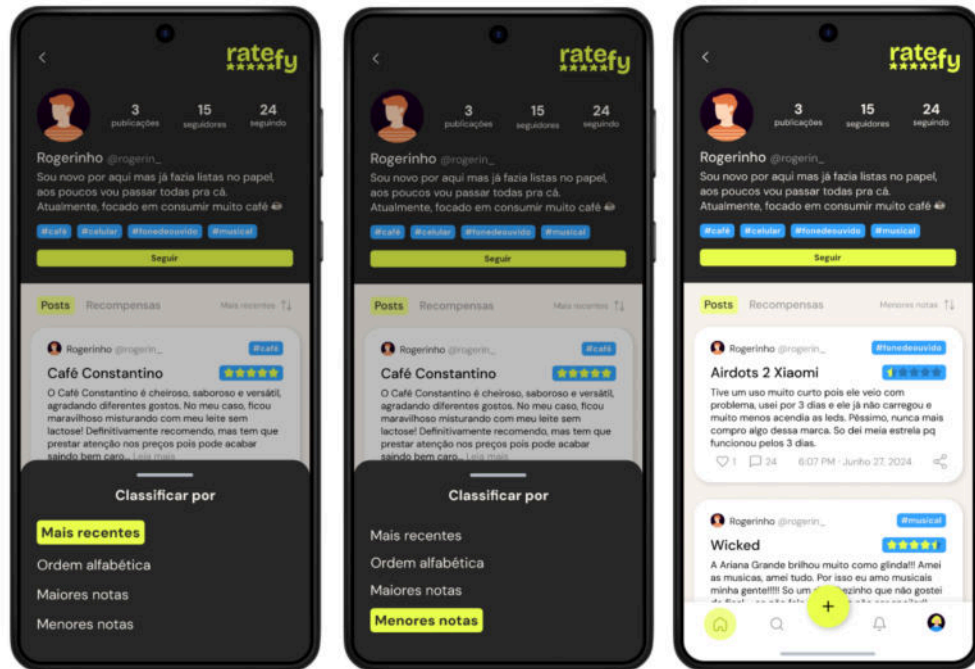 ratefy
3 15 24
publicações seguidores seguindo
Rogerinho @rogerin_
Sou novo por aqui mas já fazia listas no papel,
aos poucos vou passar todas pra cá.
Atualmente, focado em consumir muito café
#café #celular #fonedeouvido #musical
Seguir
Posts Recompensas Mais recentes
Rogerinho @rogerin_ #café
Café Constantino
O Café Constantino é cheiroso, saboroso e versátil,
agradando diferentes gostos. No meu caso, ficou
maravilhoso misturando com meu leite sem
lactose! Definitivamente recomendo, mas tem que
prestar atenção nos preços pois pode acabar
saindo bem caro... Leia mais
Classificar por
Mais recentes
Ordem alfabética
Maiores notas
Menores notas
ratefy
3 15 24
publicações seguidores seguindo
Rogerinho @rogerin_
Sou novo por aqui mas já fazia listas no papel,
aos poucos vou passar todas pra cá.
Atualmente, focado em consumir muito café
#café #celular #fonedeouvido #musical
Seguir
Posts Recompensas Mais recentes
Rogerinho @rogerin_ #café
Café Constantino
O Café Constantino é cheiroso, saboroso e versátil,
agradando diferentes gostos. No meu caso, ficou
maravilhoso misturando com meu leite sem
lactose! Definitivamente recomendo, mas tem que
prestar atenção nos preços pois pode acabar
saindo bem caro... Leia mais
Classificar por
Mais recentes
Ordem alfabética
Maiores notas
Menores notas
ratefy
3 15 24
publicações seguidores seguindo
Rogerinho @rogerin_
Sou novo por aqui mas já fazia listas no papel,
aos poucos vou passar todas pra cá.
Atualmente, focado em consumir muito café
#café #celular #fonedeouvido #musical
Seguir
Posts Recompensas Menores notas
Rogerinho @rogerin_ #fonedeouvido
Airdots 2 Xiaomi
Tive um uso muito curto pois ele veio com
problema, usei por 3 dias e ele já não carregou e
muito menos acendia as leds. Péssimo, nunca mais
compro algo dessa marca. So dei meia estrela pq
funcionou pelos 3 dias.
1 24 6:07 PM · Junho 27, 2024
Rogerinho @rogerin_ #musical
Wicked
A Ariana Grande brilhou muito como glinda!!! Amei
as musicas, amei tudo. Por isso eu amo musicais
minha gente!!!!! So um ezinho que não gostei
+